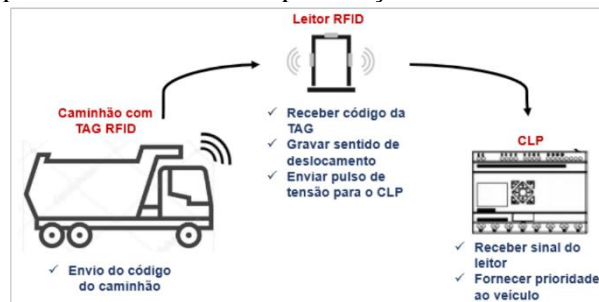 Leitor RFID
Caminhão com
TAG RFID
✓ Receber código da
TAG
✓ Gravar sentido de
deslocamento
✓ Enviar pulso de
tensão para o CLP
CLP
✓ Envio do código
do caminhão
✓ Receber sinal do
leitor
✓ Fornecer prioridade
ao veículo